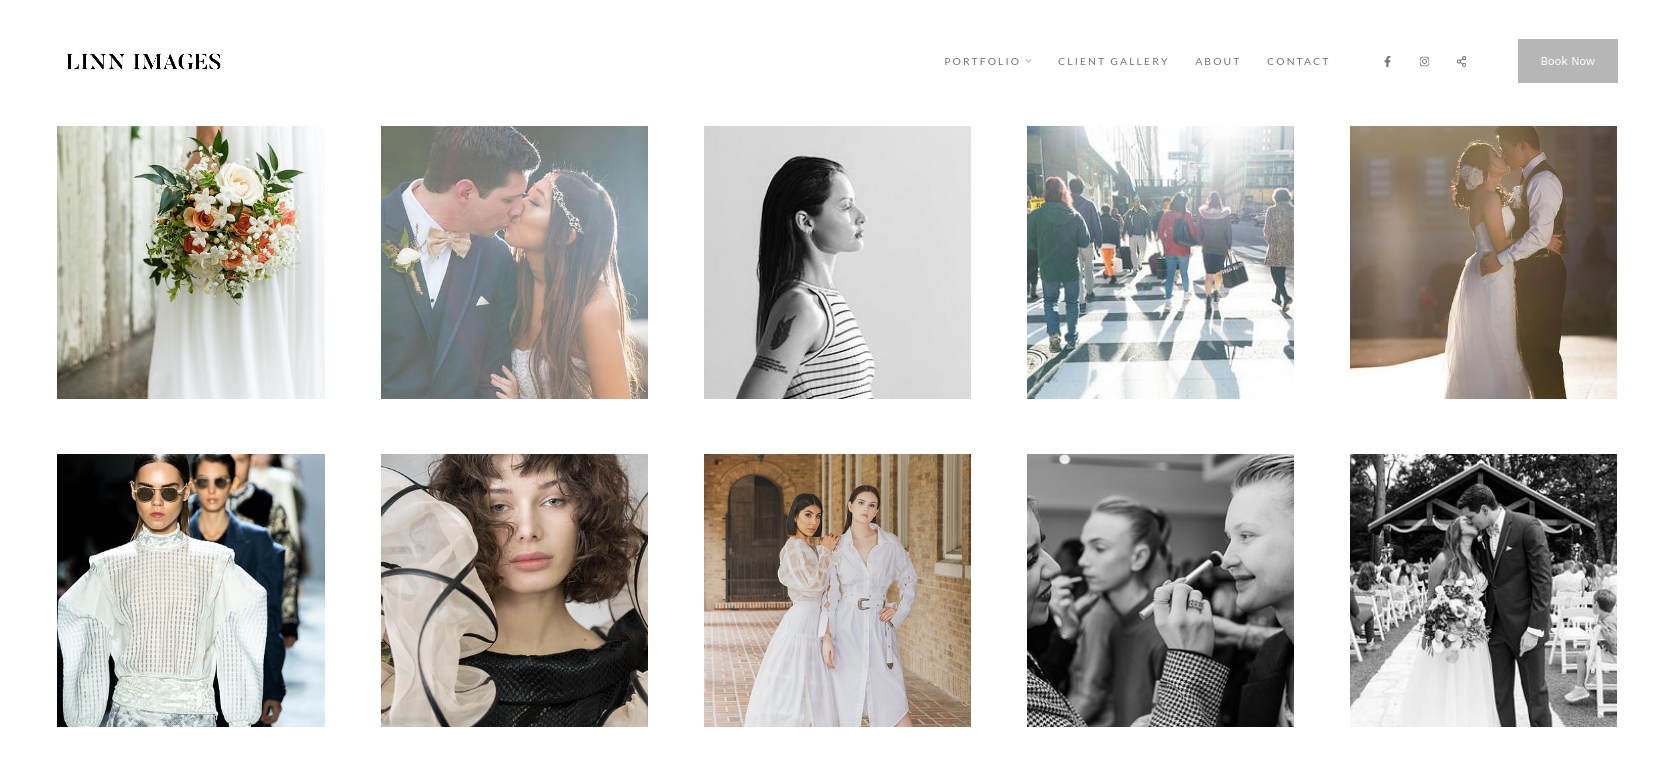 LINN IMAGES
PORTFOLIO
CLIENT GALLERY
ABOUT
CONTACT
Book Now